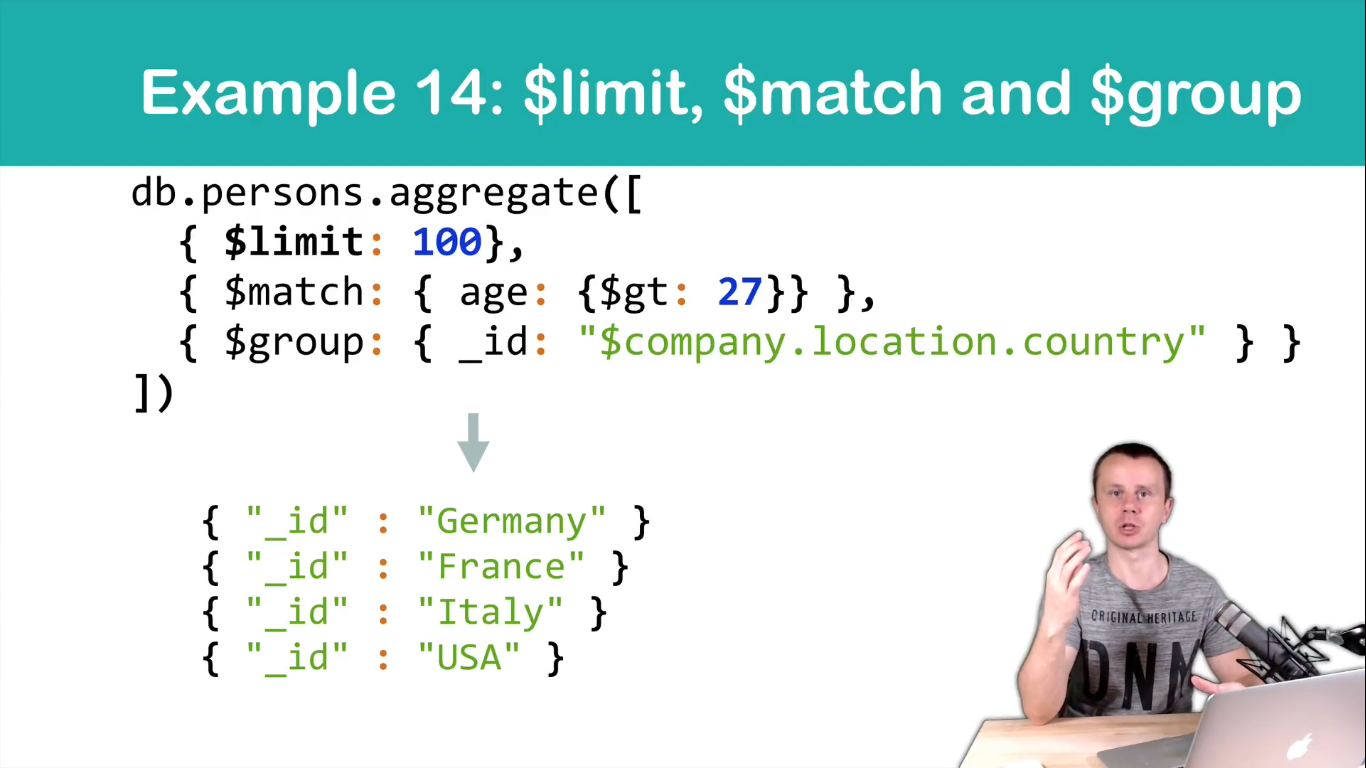 Example 14: $limit, $match and $group
db.persons.aggregate([
{ $limit: 100},
{ $match: { age: {$gt: 27}} },
{ $group: { _id: "$company.location.country" } }
])
{ "_id" : "Germany" }
{ "_id" : "France" }
{ "_id" : "Italy" }
{ "_id" : "USA" }
ORIGINAL HERITAGE
DNM